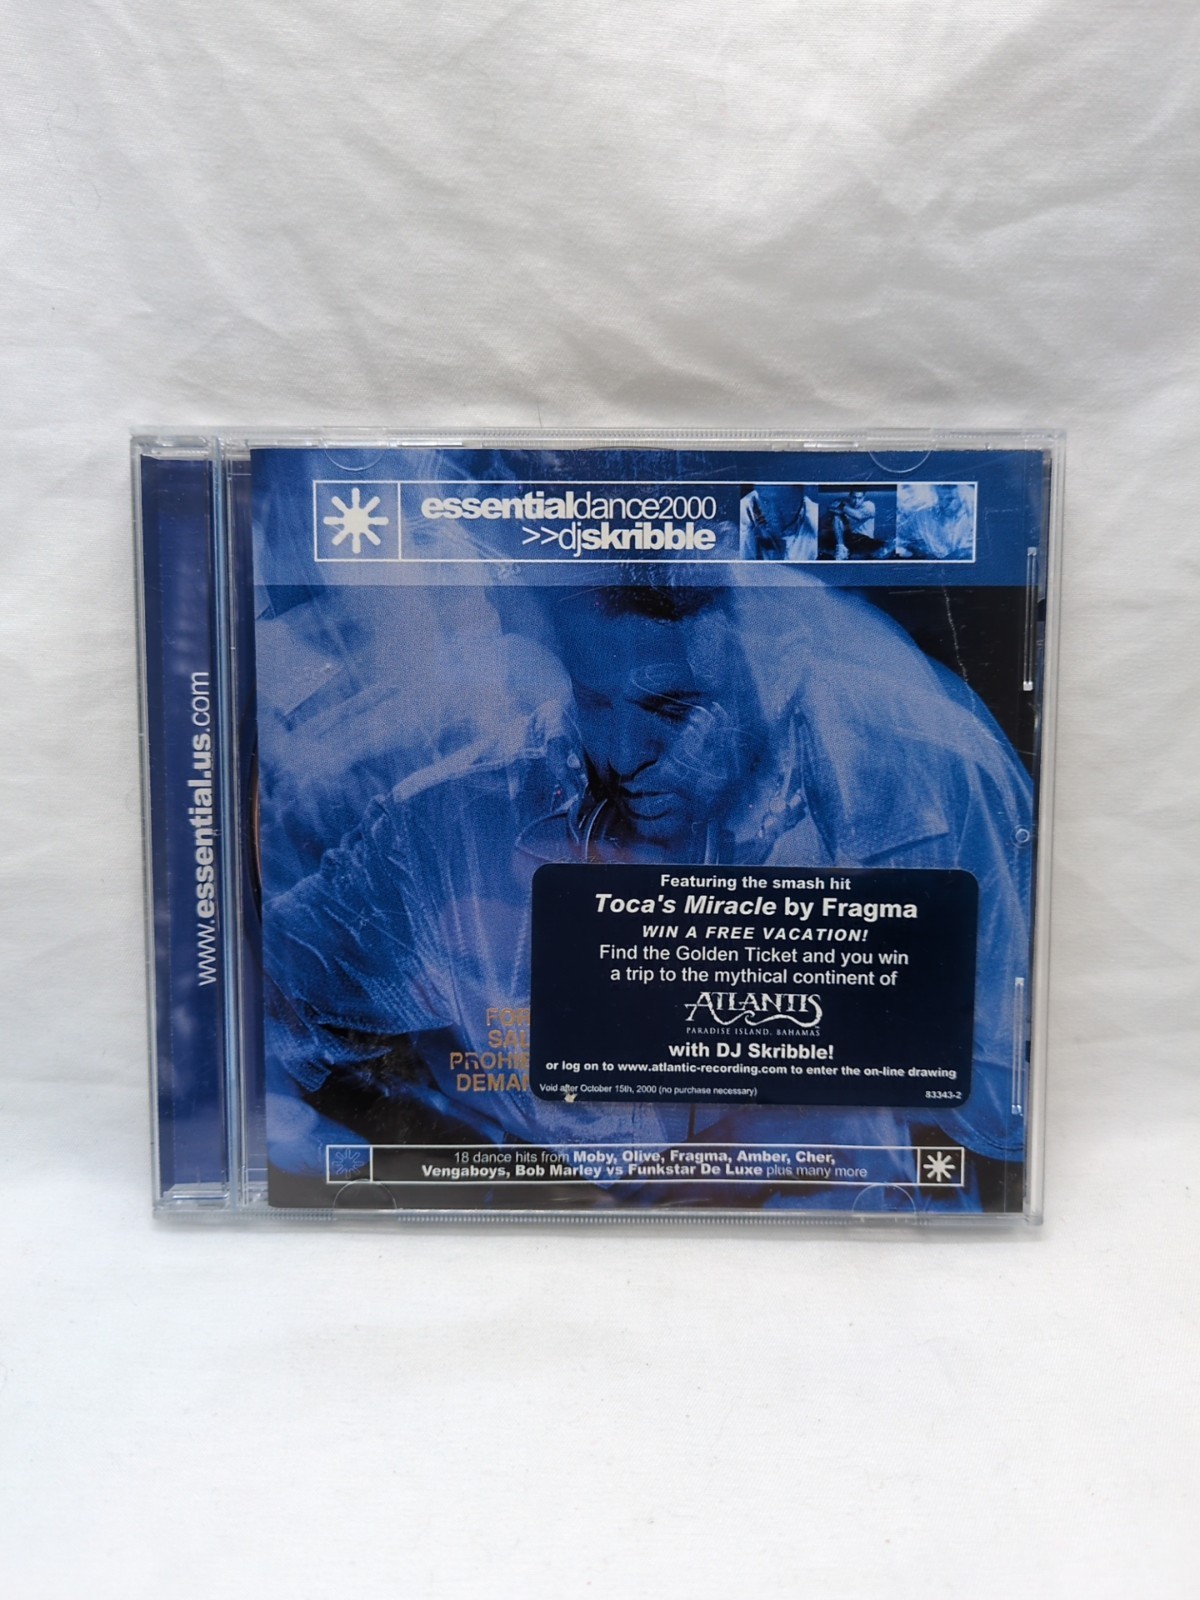 essentialdance2000
>>djskribble
www.essential.us.com
Featuring the smash hit
Toca's Miracle by Fragma
WIN A FREE VACATION!
Find the Golden Ticket and you win
a trip to the mythical continent of
ATLANTIS
PARADISE ISLAND, BAHAMAS
with DJ Skribble!
or log on to www.atlantic-recording.com to enter the on-line drawing
Void after October 15th, 2000 (no purchase necessary)
83343-2
18 dance hits from Moby, Olive, Fragma, Amber, Cher,
Vengaboys, Bob Marley vs Funkstar De Luxe plus many more